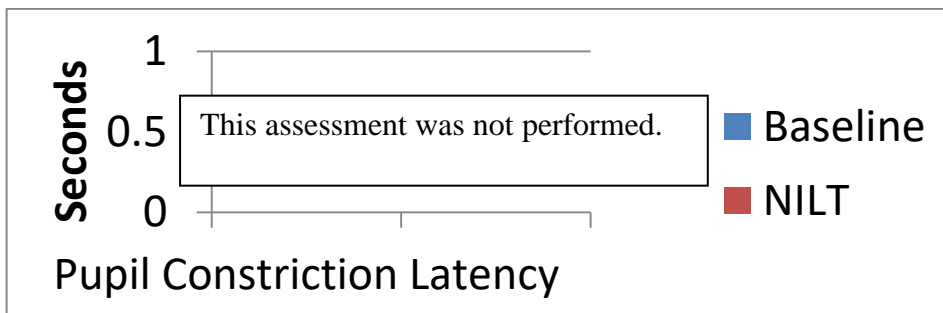 1
Seconds
0.5
This assessment was not performed.
0
Baseline
NILT
Pupil Constriction Latency